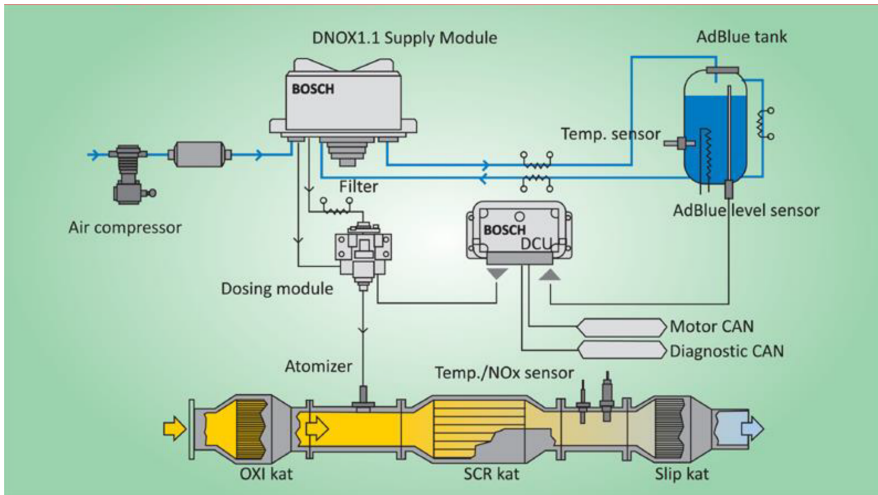 DNOX1.1 Supply Module
AdBlue tank
BOSCH
Temp. sensor
Filter
AdBlue level sensor
Air compressor
BOSCH
DCU
Dosing module
Motor CAN
Diagnostic CAN
Atomizer
Temp./NOx sensor
OXI kat
SCR kat
Slip kat